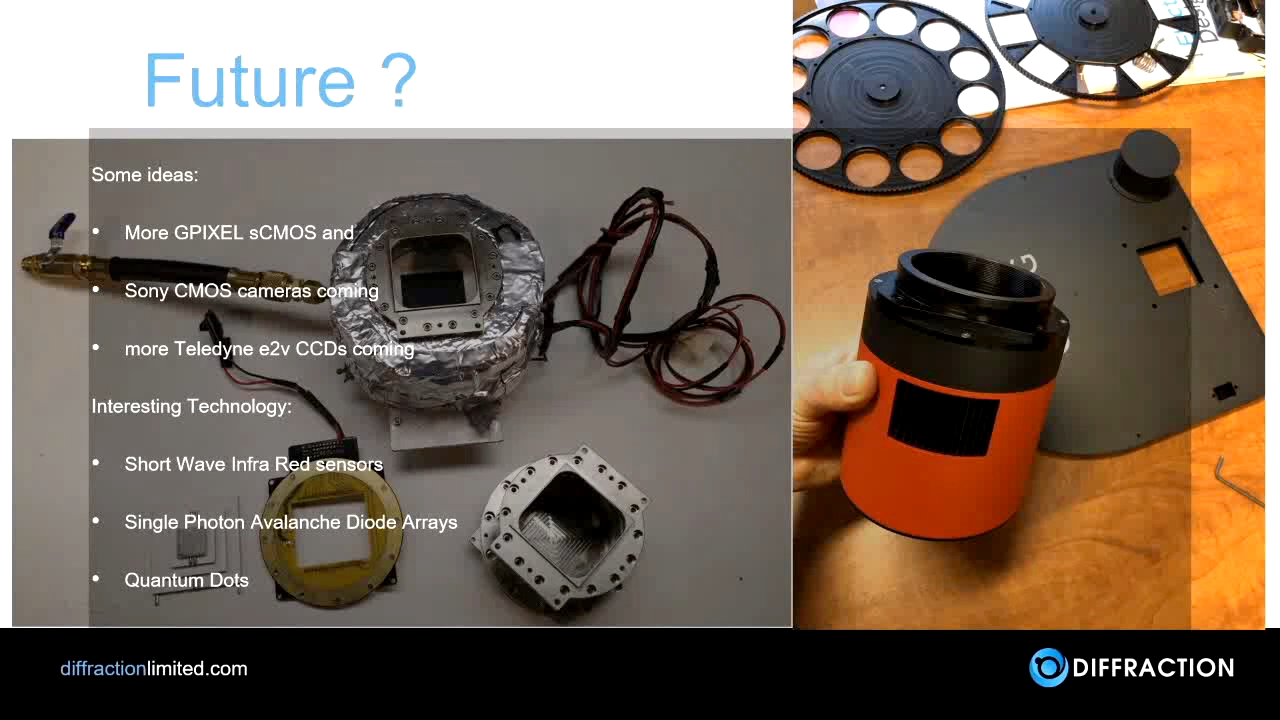 Future ?
Some ideas:
• More GPIXEL sCMOS and
• Sony CMOS cameras coming
• more Teledyne e2v CCDs coming
Interesting Technology:
• Short Wave Infra Red sensors
• Single Photon Avalanche Diode Arrays
• Quantum Dots
diffractionlimited.com
DIFFRACTION